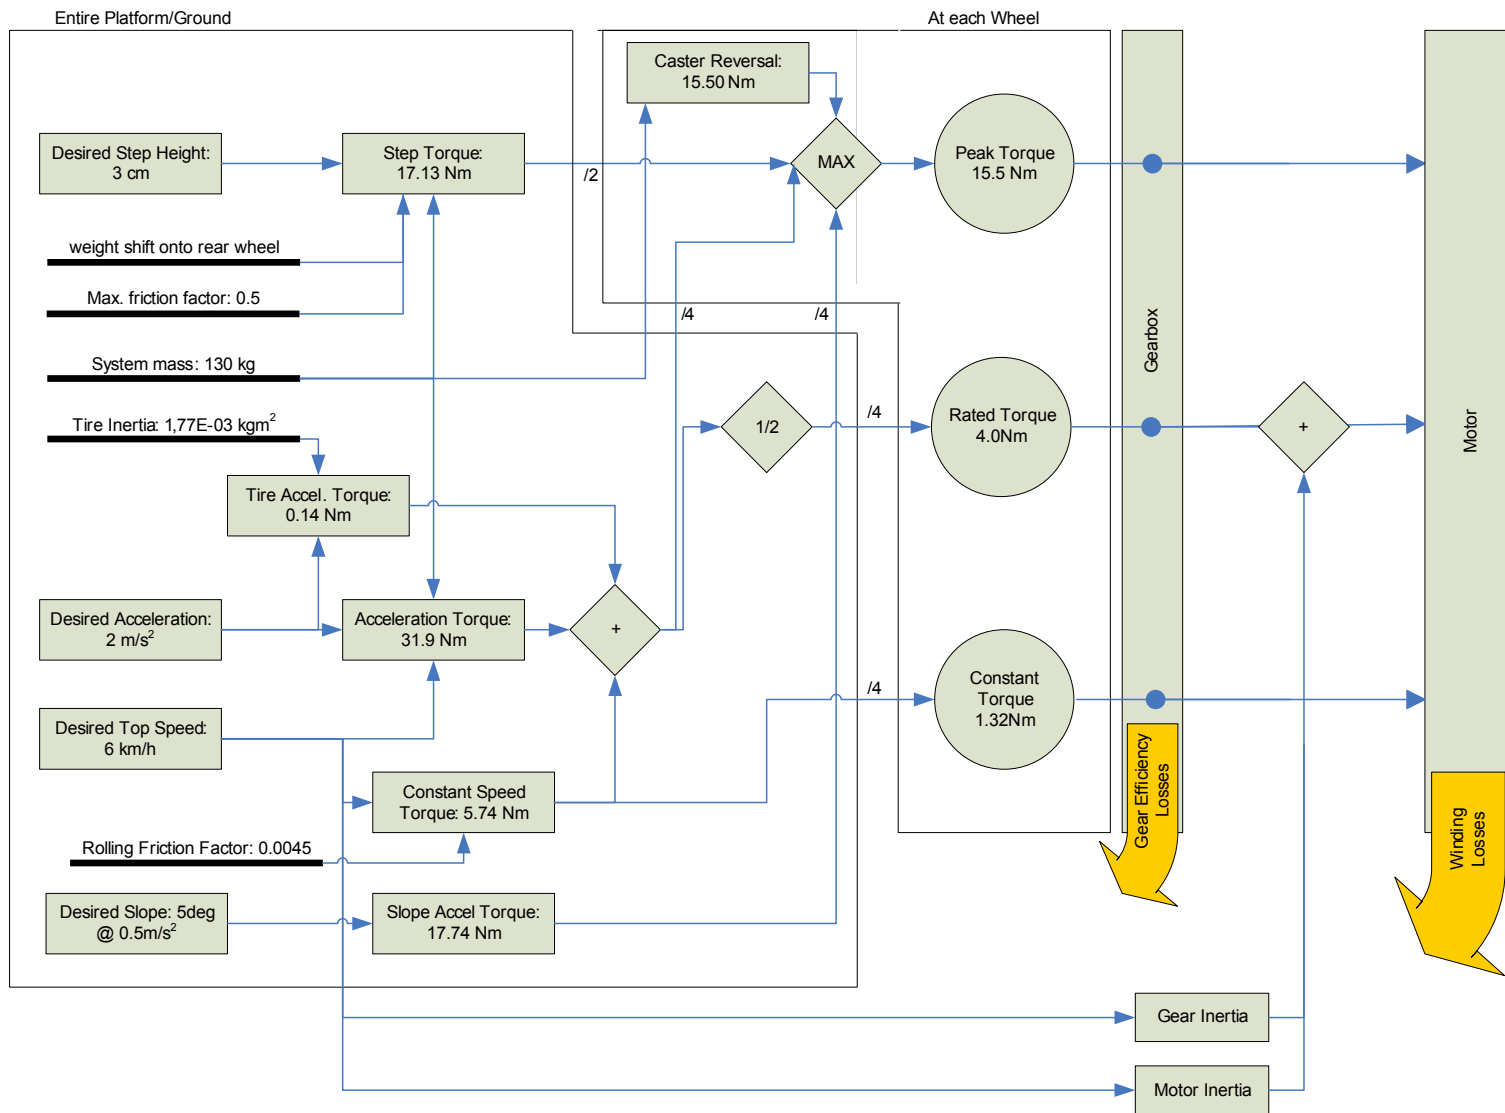 Entire Platform/Ground
At each Wheel
Caster Reversal:
15.50 Nm
Desired Step Height:
3 cm
Step Torque:
17.13 Nm
/2
MAX
Peak Torque
15.5 Nm
weight shift onto rear wheel
Max. friction factor: 0.5
/4
/4
System mass: 130 kg
Tire Inertia: 1,77E-03 kgm²
1/2
/4
Rated Torque
4.0Nm
Gearbox
+
Motor
Tire Accel. Torque:
0.14 Nm
Desired Acceleration:
2 m/s²
Acceleration Torque:
31.9 Nm
+
Desired Top Speed:
6 km/h
/4
Constant
Torque
1.32Nm
Constant Speed
Torque: 5.74 Nm
Rolling Friction Factor: 0.0045
Gear Efficiency
Losses
Winding
Losses
Desired Slope: 5deg
@ 0.5m/s²
Slope Accel Torque:
17.74 Nm
Gear Inertia
Motor Inertia